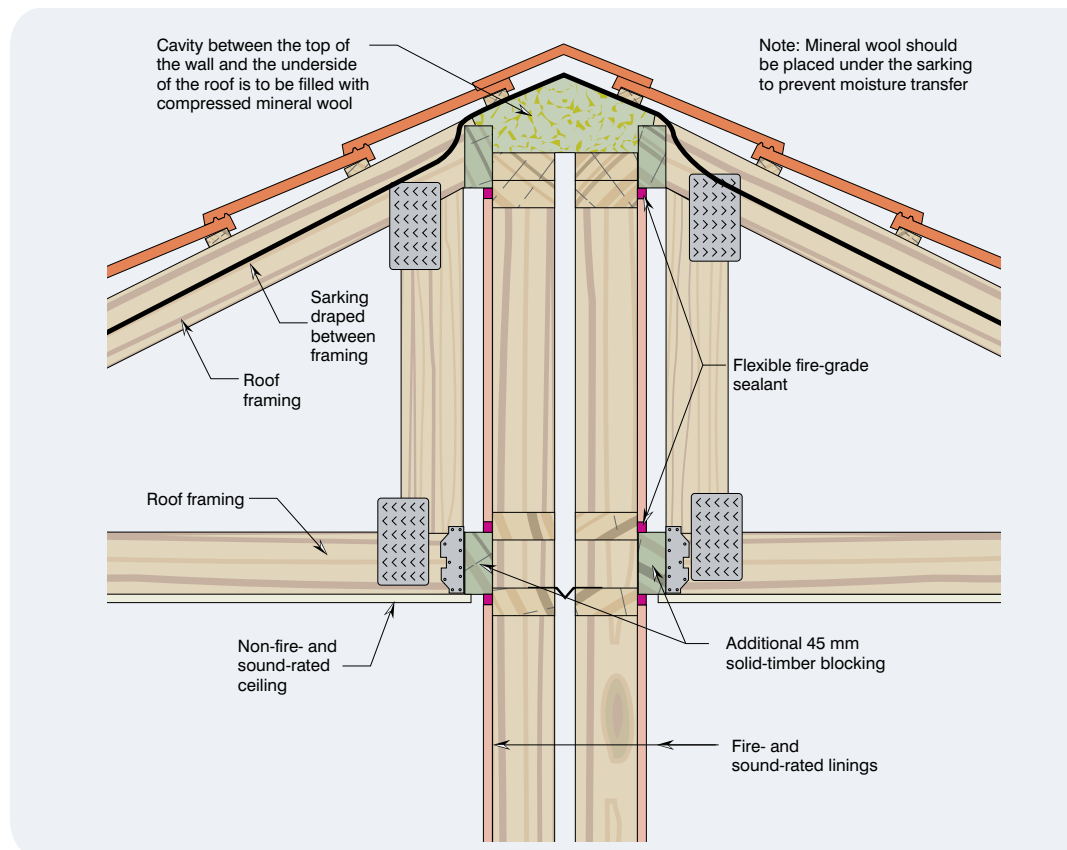 Cavity between the top of
the wall and the underside
of the roof is to be filled with
compressed mineral wool
Note: Mineral wool should
be placed under the sarking
to prevent moisture transfer
Sarking
draped
between
framing
Roof
framing
Flexible fire-grade
sealant
Roof framing
Non-fire- and
sound-rated
ceiling
Additional 45 mm
solid-timber blocking
Fire- and
sound-rated linings